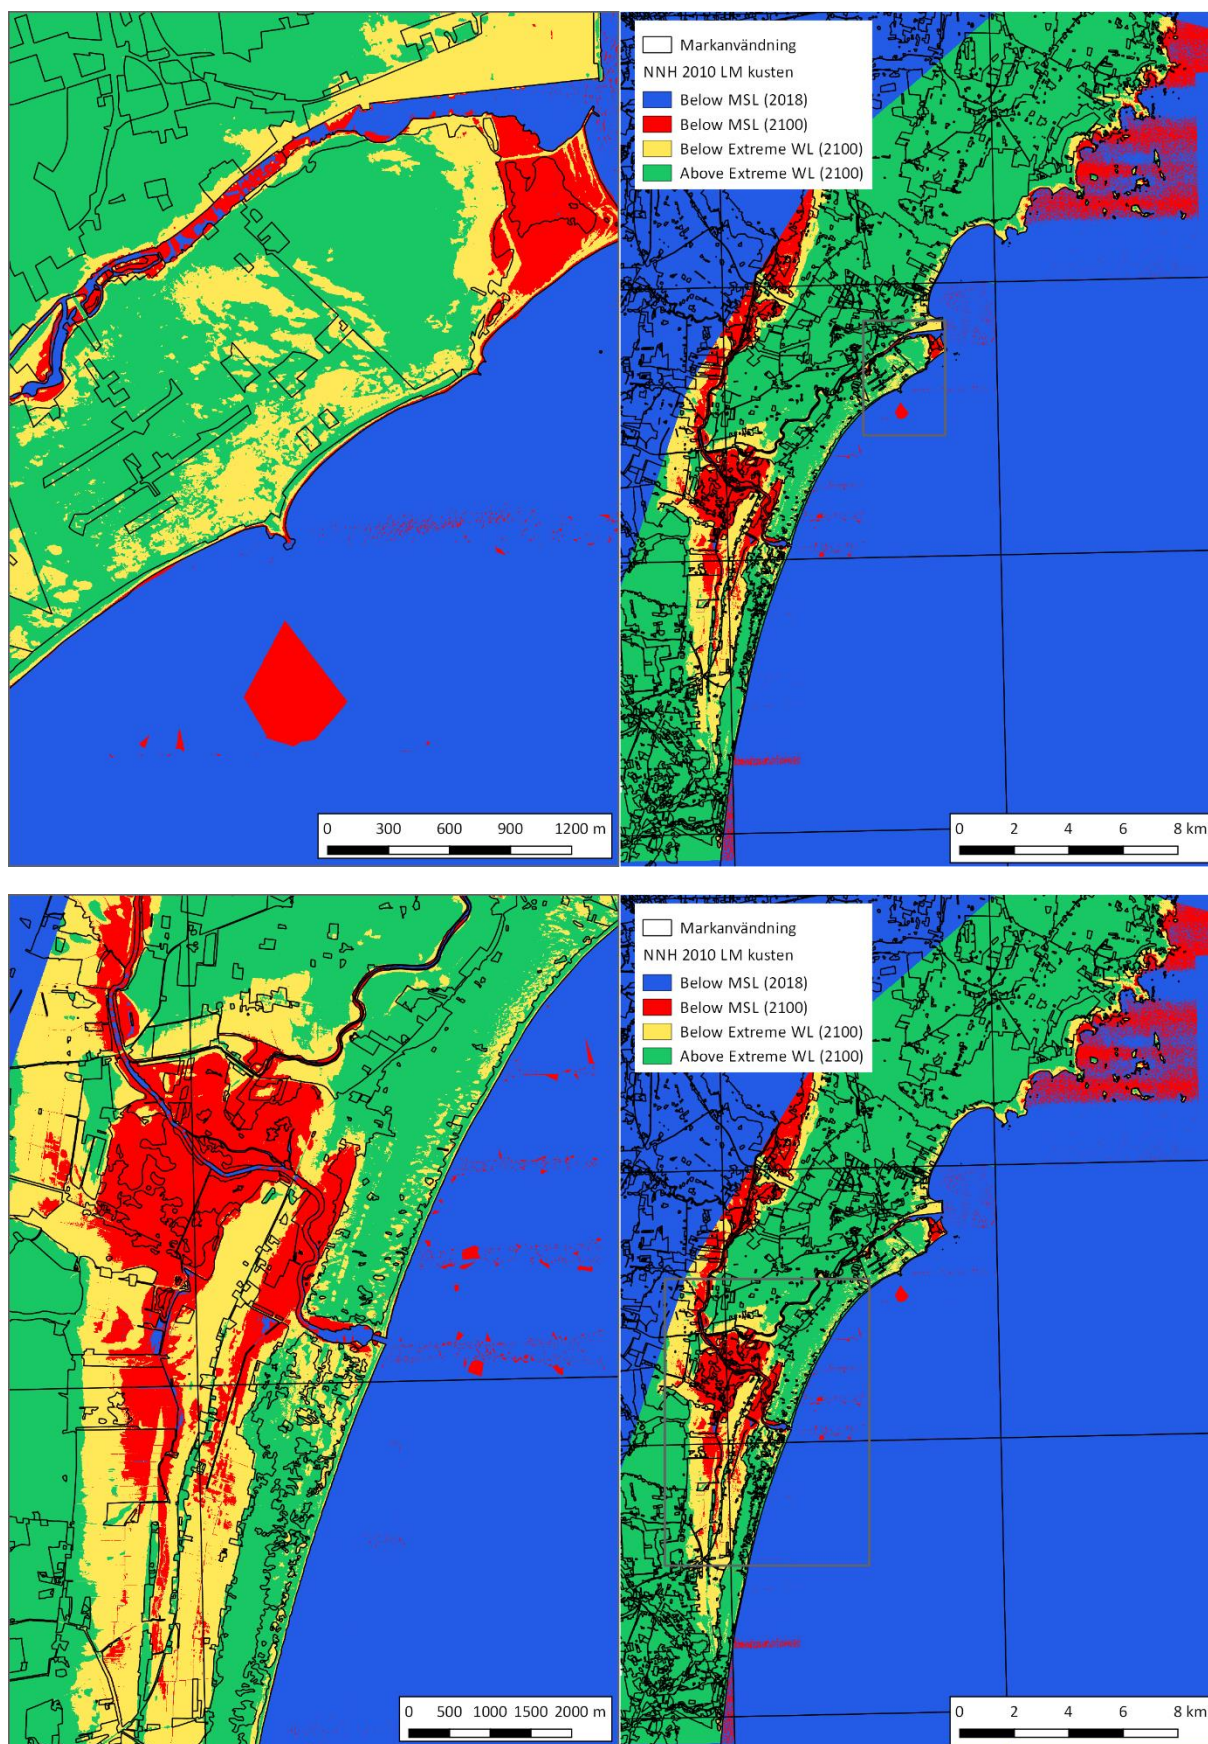 Markanvändning
NNH 2010 LM kusten
Below MSL (2018)
Below MSL (2100)
Below Extreme WL (2100)
Above Extreme WL (2100)
0 300 600 900 1200 m
0 2 4 6 8 km
Markanvändning
NNH 2010 LM kusten
Below MSL (2018)
Below MSL (2100)
Below Extreme WL (2100)
Above Extreme WL (2100)
0 500 1000 1500 2000 m
0 2 4 6 8 km